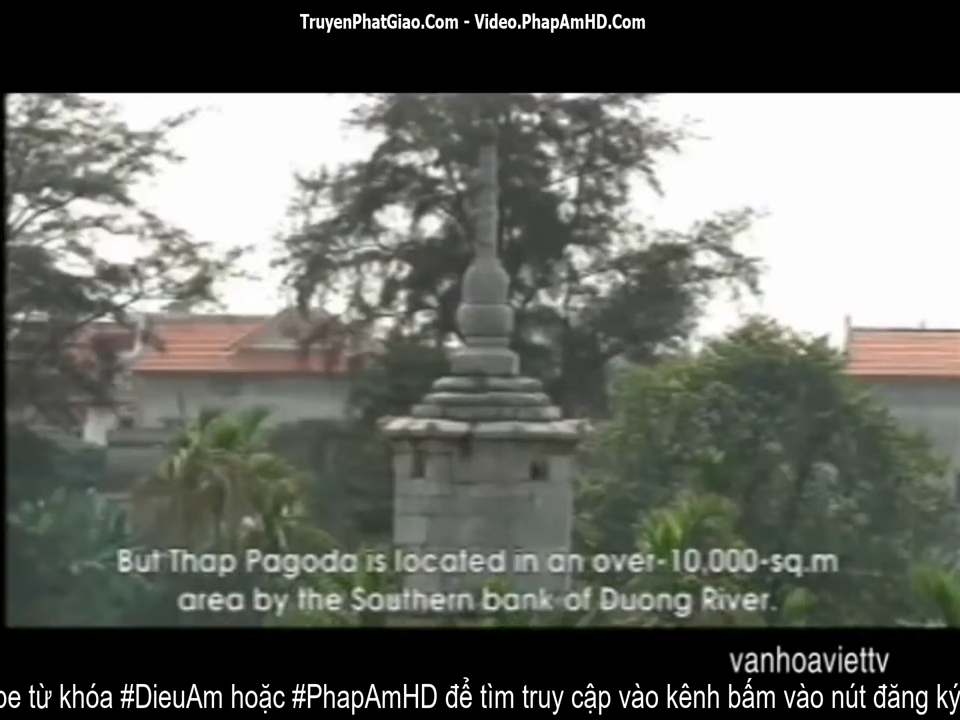 TruyenPhatGiao.Com - Video.PhapAmHD.Com
But Thap Pagoda is located in an over-10,000-sq.m
area by the Southern bank of Duong River.
vanhoaviettv
từ khóa #DieuAm hoặc #PhapAmHD để tìm truy cập vào kênh bấm vào nút đăng ký